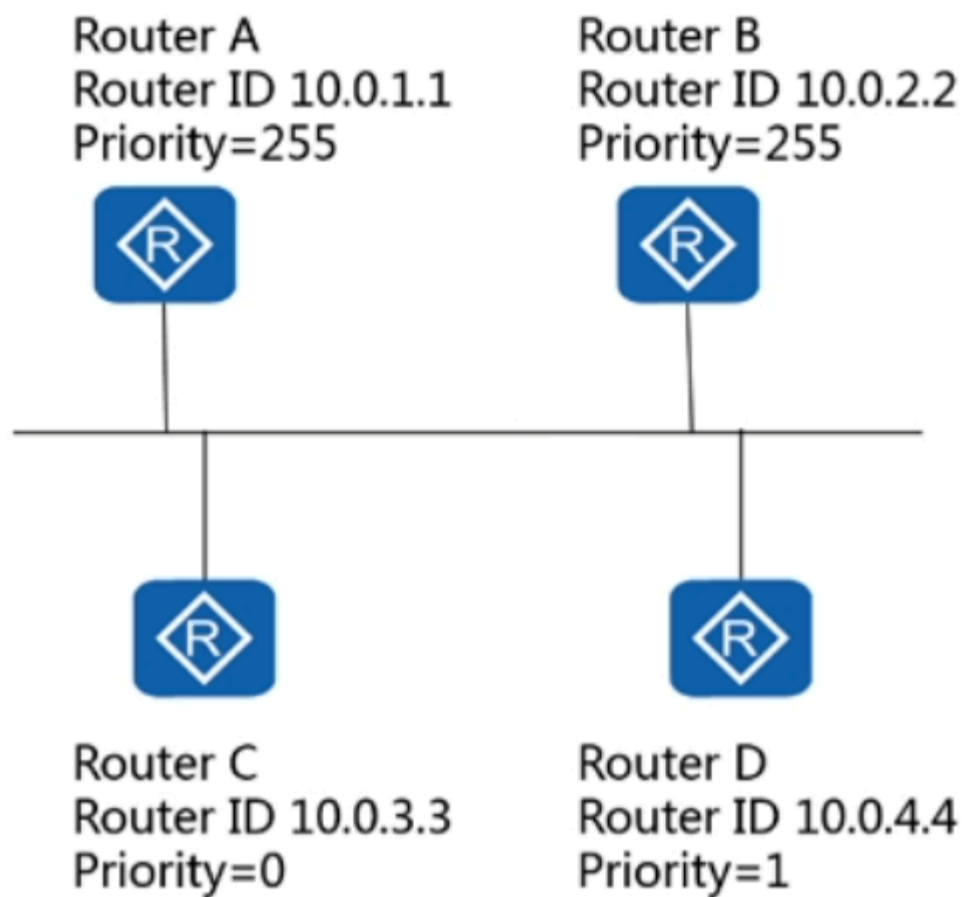 Router A
Router ID 10.0.1.1
Priority=255
Router B
Router ID 10.0.2.2
Priority=255
R
R
R
R
Router C
Router ID 10.0.3.3
Priority=0
Router D
Router ID 10.0.4.4
Priority=1